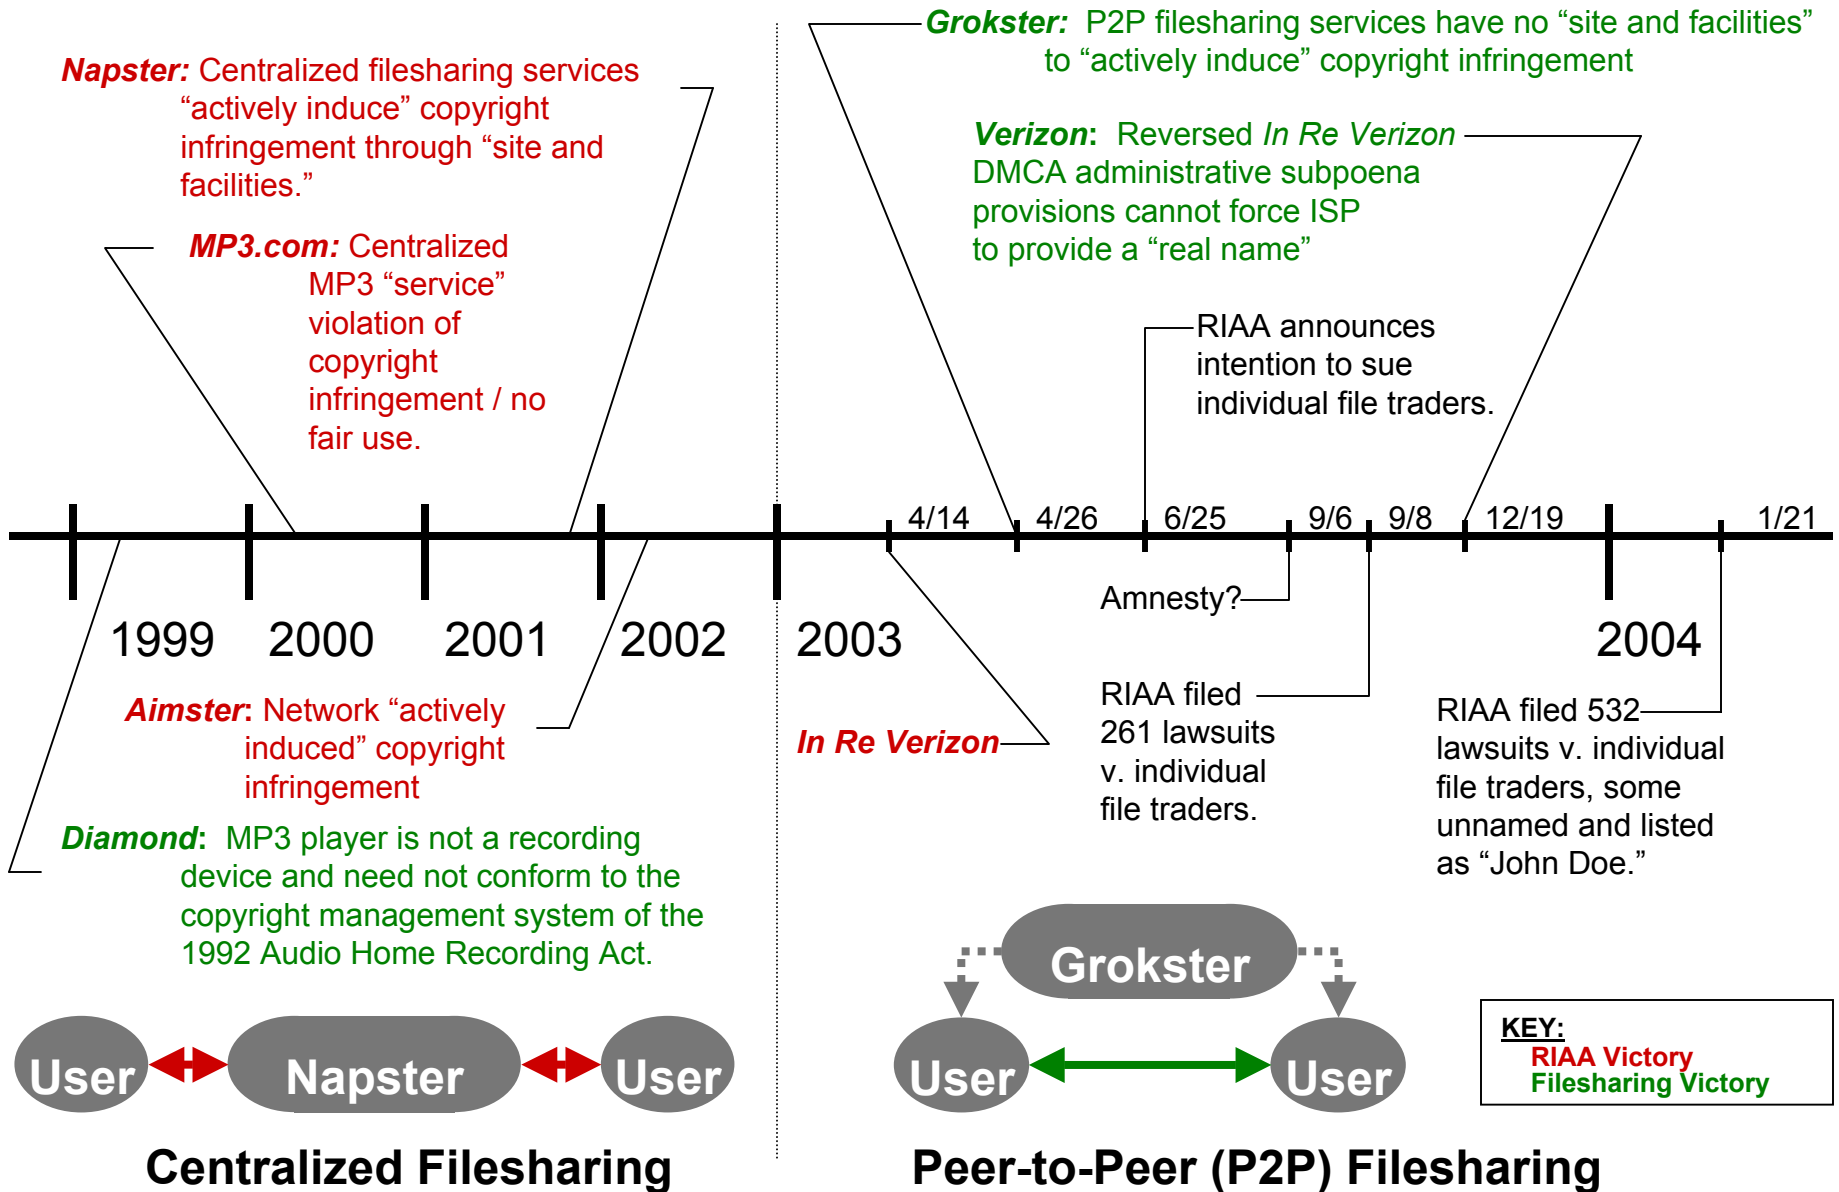 Napster: Centralized filesharing services
“actively induce” copyright
infringement through “site and
facilities.”
MP3.com: Centralized
MP3 “service”
violation of
copyright
infringement / no
fair use.
Grokster: P2P filesharing services have no “site and facilities”
to “actively induce” copyright infringement
Verizon: Reversed In Re Verizon
DMCA administrative subpoena
provisions cannot force ISP
to provide a “real name”
RIAA announces
intention to sue
individual file traders.
4/14 4/26 6/25 9/6 9/8 12/19 1/21
1999 2000 2001 2002 2003 2004
Aimster: Network “actively
induced” copyright
infringement
Diamond: MP3 player is not a recording
device and need not conform to the
copyright management system of the
1992 Audio Home Recording Act.
In Re Verizon
Amnesty?
RIAA filed
261 lawsuits
v. individual
file traders.
RIAA filed 532
lawsuits v. individual
file traders, some
unnamed and listed
as “John Doe.”
User Napster User
Grokster
User User
KEY:
RIAA Victory
Filesharing Victory
Centralized Filesharing
Peer-to-Peer (P2P) Filesharing